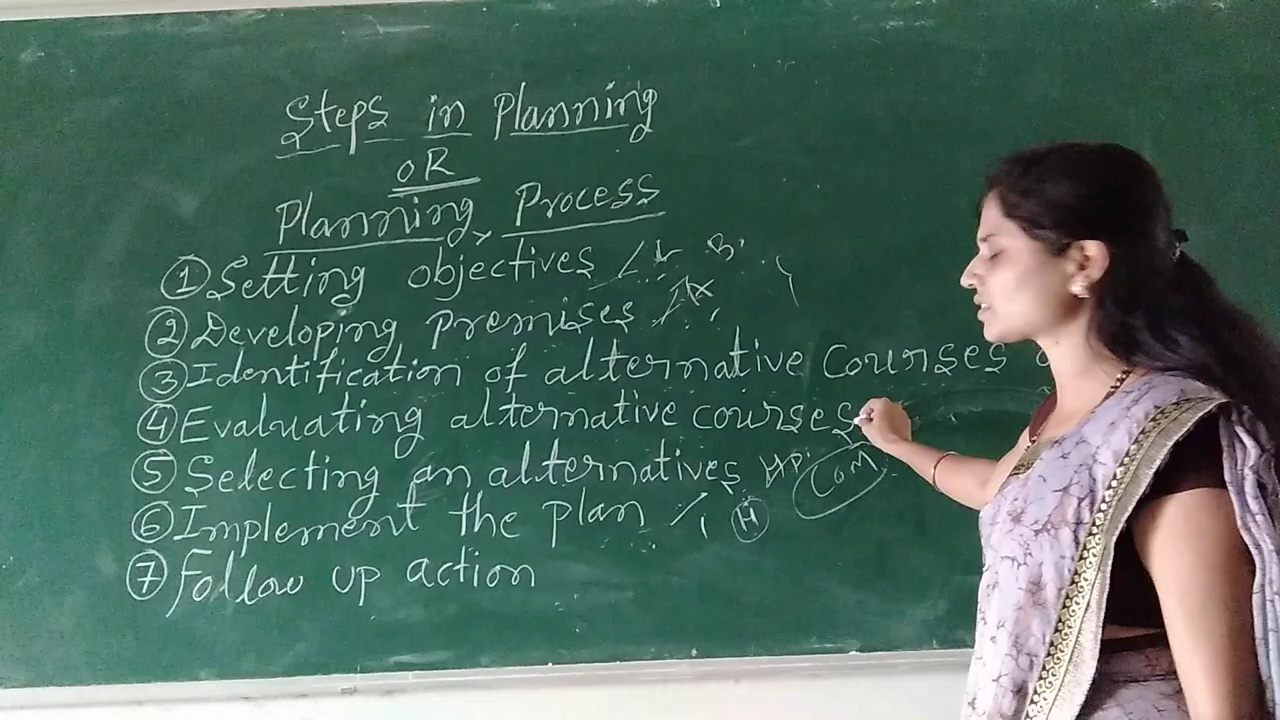 Steps in Planning
OR
Planning Process
① Setting objectives
② Developing premises
③ Identification of alternative courses
④ Evaluating alternative courses
⑤ Selecting an alternatives
COM
⑥ Implement the plan H
⑦ Follow up action